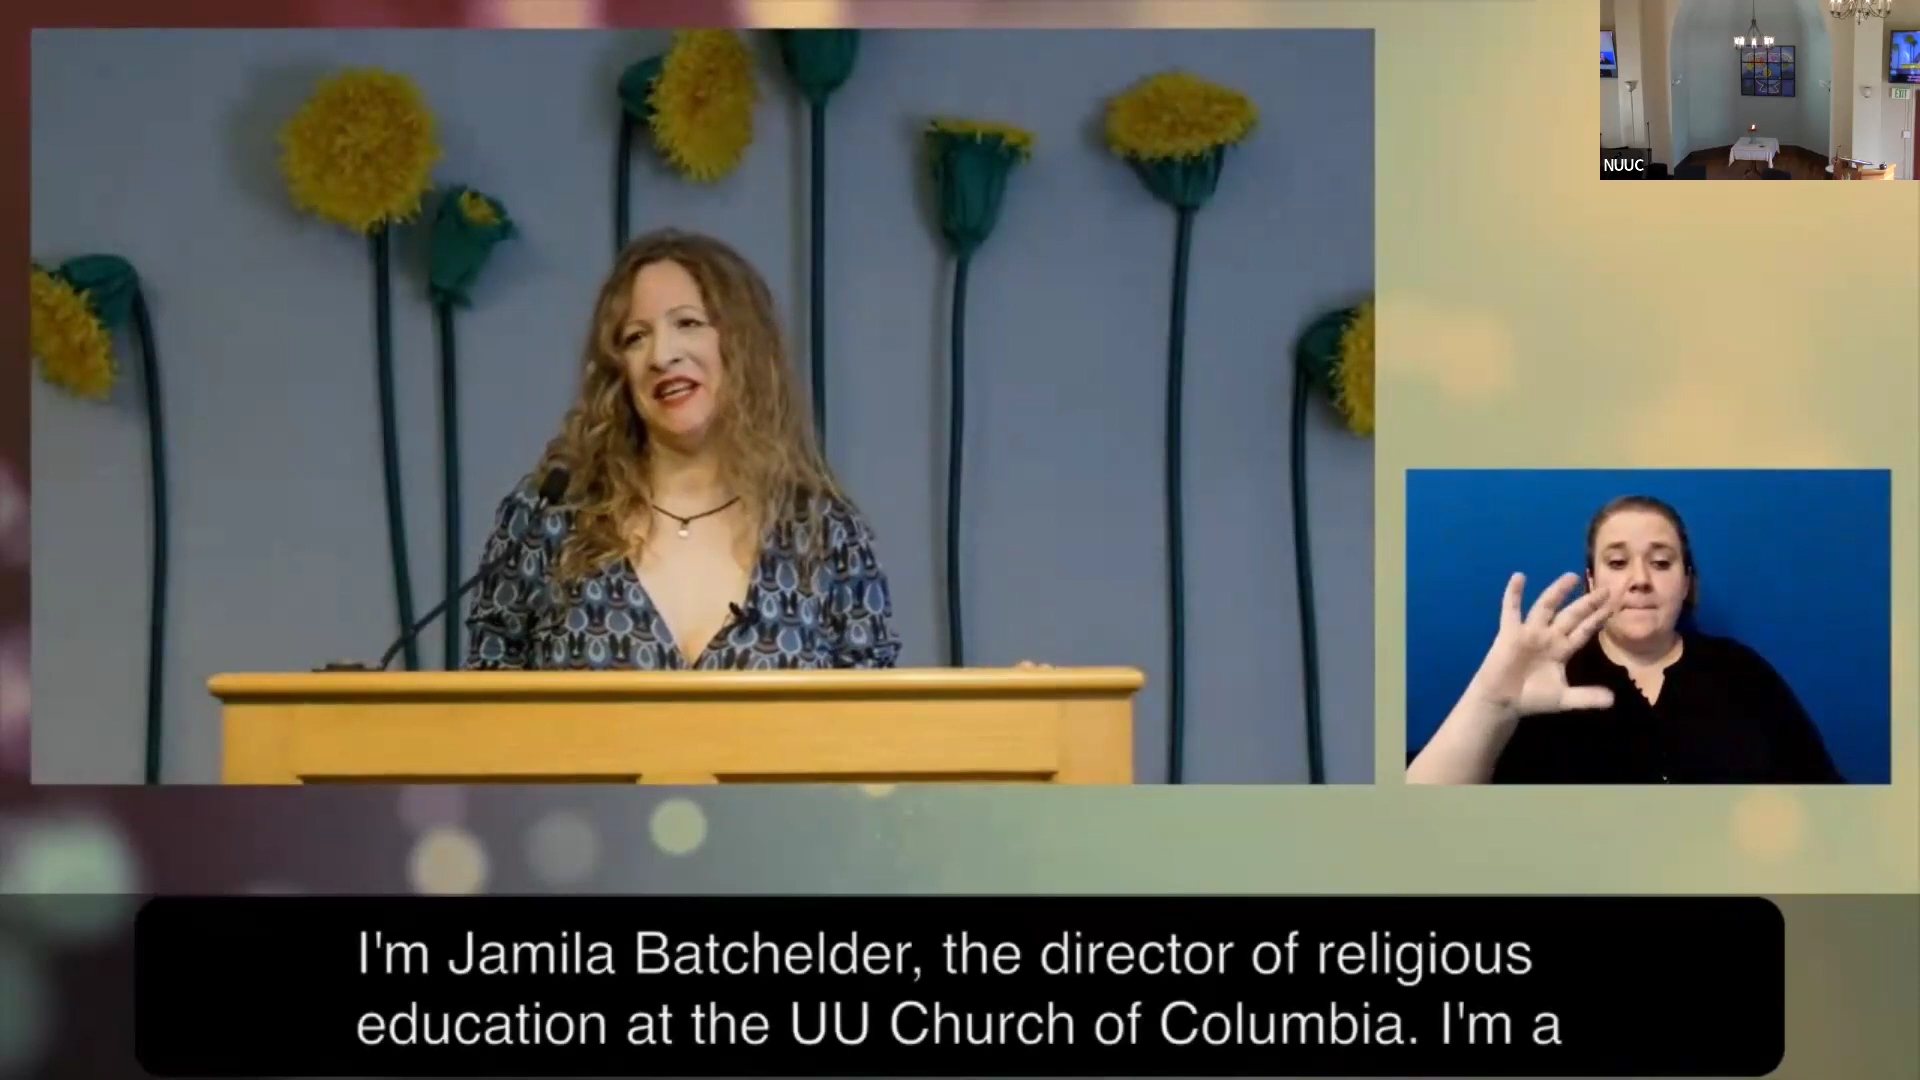 NUUC
I'm Jamila Batchelder, the director of religious
education at the UU Church of Columbia. I'm a